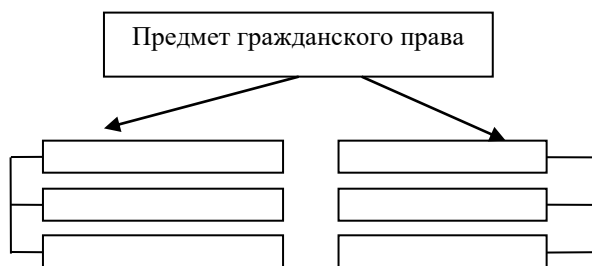 Предмет гражданского права